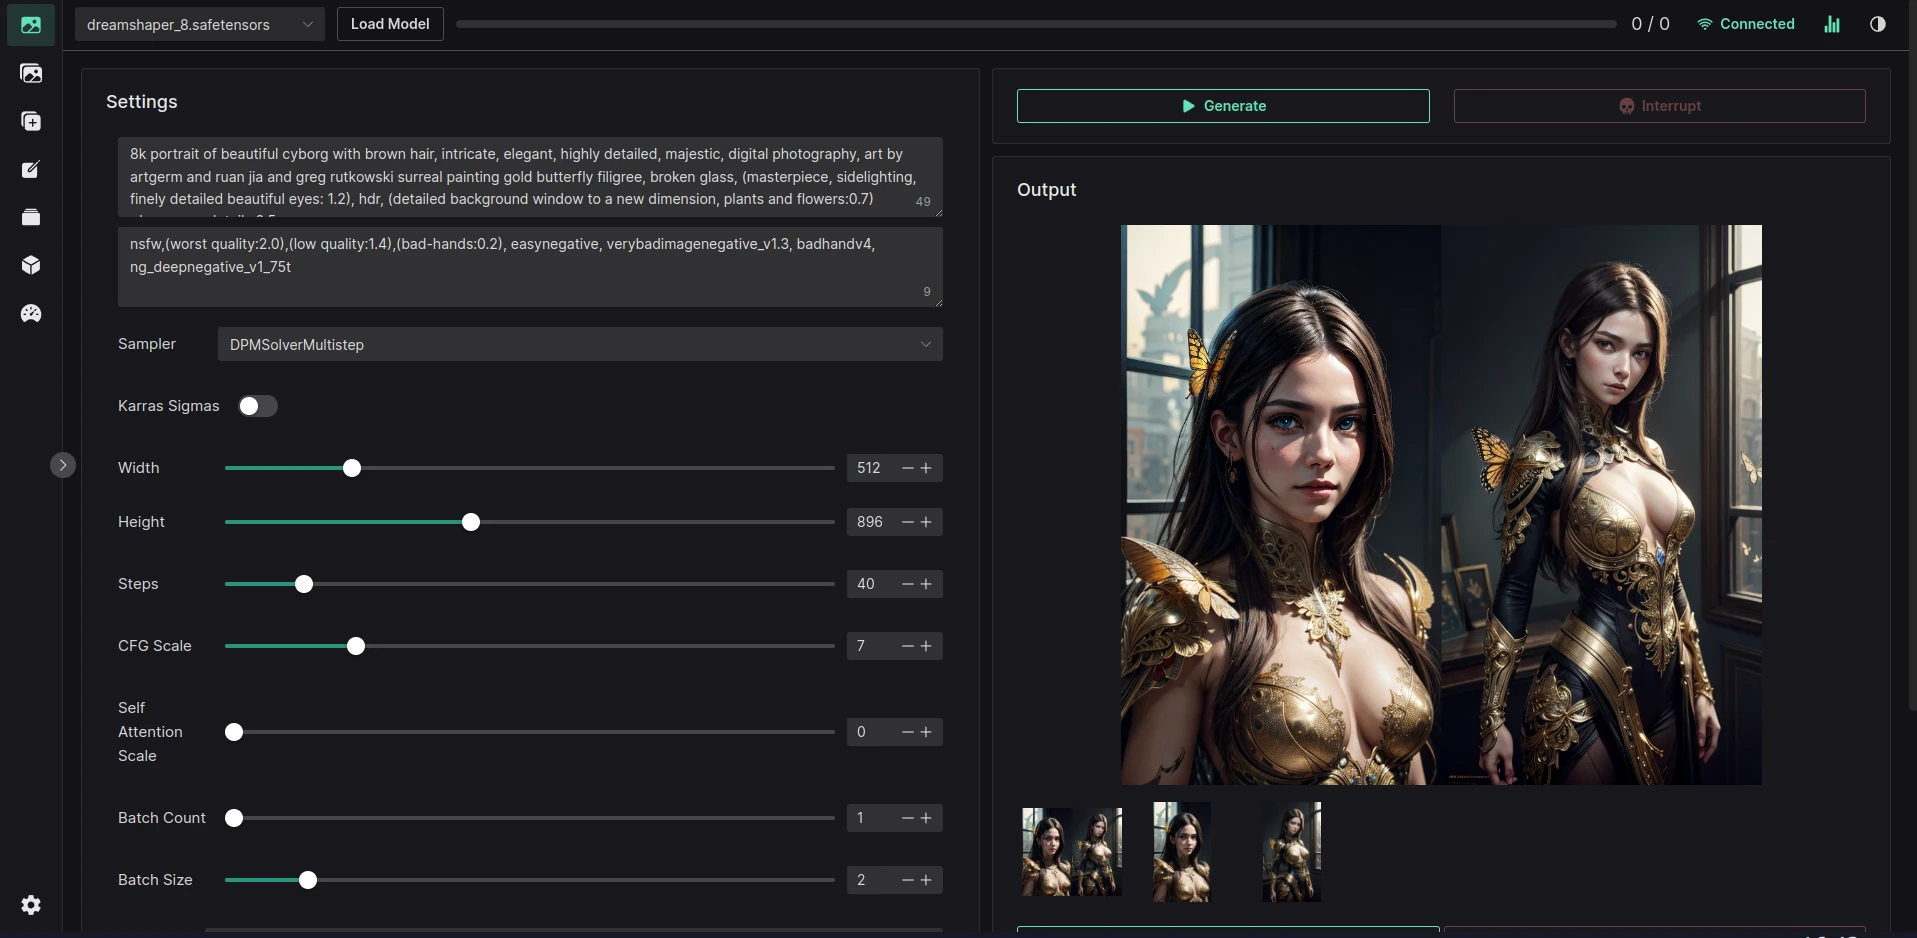 dreamshaper_8.safetensors
Load Model
0 / 0
Connected
Settings
8k portrait of beautiful cyborg with brown hair, intricate, elegant, highly detailed, majestic, digital photography, art by
artgerm and ruan jia and greg rutkowski surreal painting gold butterfly filigree, broken glass, (masterpiece, sidelighting,
finely detailed beautiful eyes: 1.2), hdr, (detailed background window to a new dimension, plants and flowers:0.7)
49
nsfw,(worst quality:2.0),(low quality:1.4),(bad-hands:0.2), easynegative, verybadimagenegative_v1.3, badhandv4,
ng_deepnegative_v1_75t
9
Sampler
DPMSolverMultistep
Karras Sigmas
Width
512
Height
896
Steps
40
CFG Scale
7
Self
Attention
Scale
0
Batch Count
1
Batch Size
2
Generate
Interrupt
Output